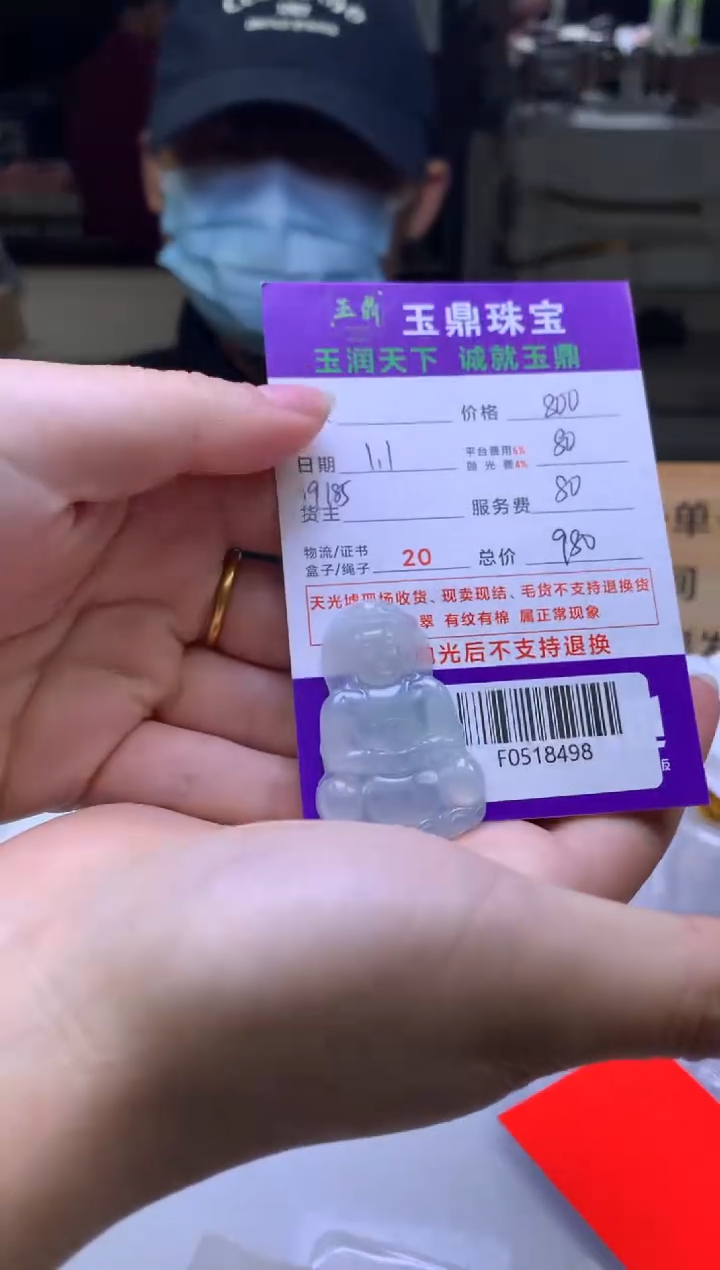 玉鼎 玉鼎珠宝
玉润天下 诚就玉鼎
价格 800
日期 1.1 平台费用6% 抛光费4% 80
19185
货主 服务费 80
物流/证书 盒子/绳子 20 总价 980
天光墟现场收货、现卖现结、毛货不支持退换货
翠 有纹有棉 属正常现象
抛光后不支持退换
F0518498
单